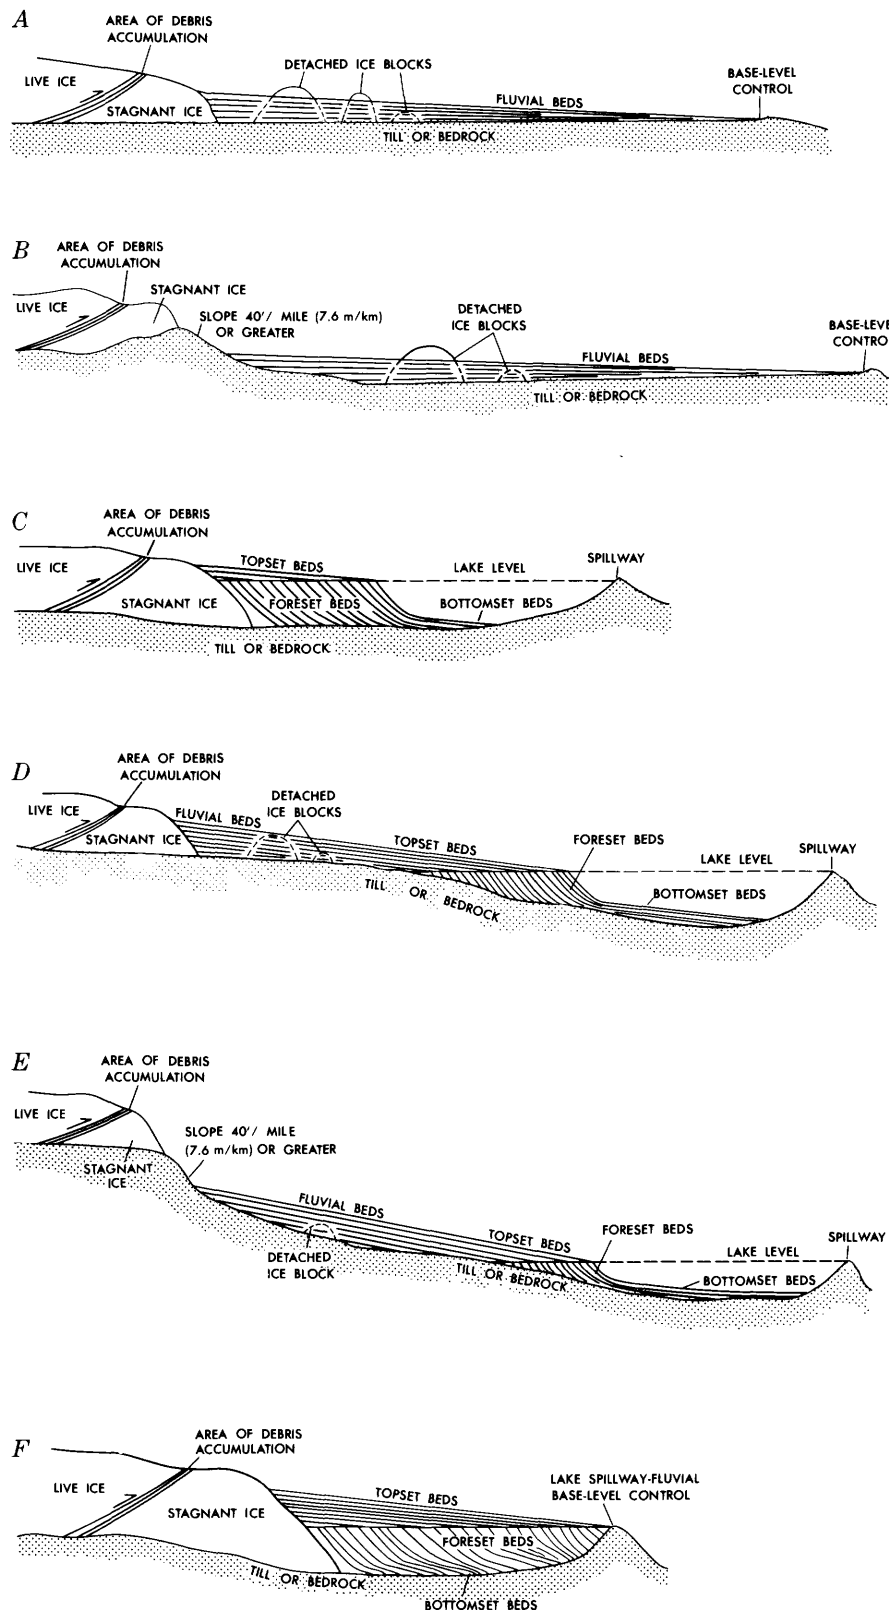 A
AREA OF DEBRIS
ACCUMULATION
LIVE ICE
STAGNANT ICE
DETACHED ICE BLOCKS
FLUVIAL BEDS
BASE-LEVEL
CONTROL
TILL OR BEDROCK
B
AREA OF DEBRIS
ACCUMULATION
STAGNANT ICE
LIVE ICE
SLOPE 40'/ MILE (7.6 m/km)
OR GREATER
DETACHED
ICE BLOCKS
FLUVIAL BEDS
BASE-LEVEL
CONTROL
TILL OR BEDROCK
C
AREA OF DEBRIS
ACCUMULATION
LIVE ICE
STAGNANT ICE
TOPSET BEDS
FORESET BEDS
LAKE LEVEL
BOTTOMSET BEDS
SPILLWAY
TILL OR BEDROCK
D
AREA OF DEBRIS
ACCUMULATION
LIVE ICE
STAGNANT ICE
FLUVIAL BEDS
DETACHED
ICE BLOCKS
TOPSET BEDS
FORESET BEDS
LAKE LEVEL
SPILLWAY
BOTTOMSET BEDS
TILL OR BEDROCK
E
AREA OF DEBRIS
ACCUMULATION
LIVE ICE
STAGNANT
ICE
SLOPE 40'/ MILE
(7.6 m/km) OR GREATER
FLUVIAL BEDS
DETACHED
ICE BLOCK
TOPSET BEDS
FORESET BEDS
LAKE LEVEL
SPILLWAY
BOTTOMSET BEDS
TILL OR BEDROCK
F
AREA OF DEBRIS
ACCUMULATION
LIVE ICE
STAGNANT ICE
TOPSET BEDS
LAKE SPILLWAY-FLUVIAL
BASE-LEVEL CONTROL
FORESET BEDS
TILL OR BEDROCK
BOTTOMSET BEDS